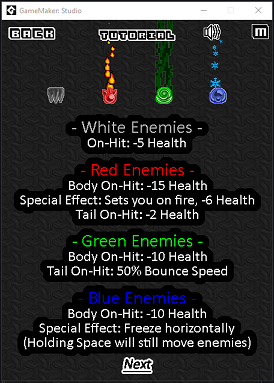 GameMaker: Studio
BACK
TUTORIAL
M
- White Enemies -
On-Hit: -5 Health
- Red Enemies -
Body On-Hit: -15 Health
Special Effect: Sets you on fire, -6 Health
Tail On-Hit: -2 Health
- Green Enemies -
Body On-Hit: -10 Health
Tail On-Hit: 50% Bounce Speed
- Blue Enemies -
Body On-Hit: -10 Health
Special Effect: Freeze horizontally
(Holding Space will still move enemies)
Next